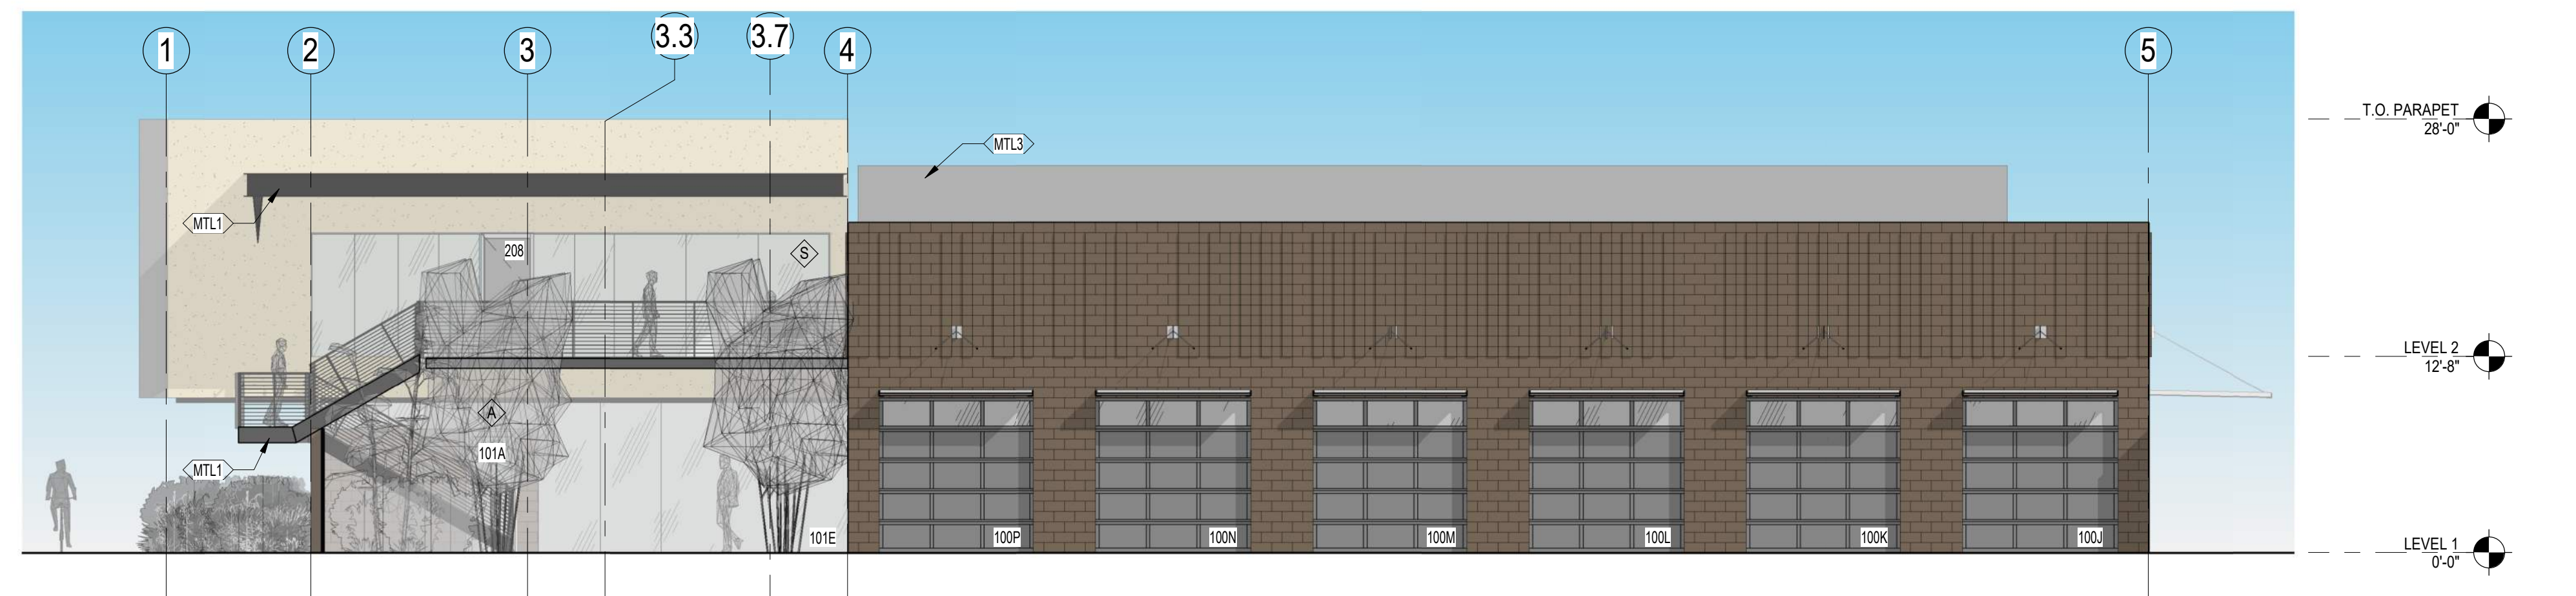 1
2
3
3.3
3.7
4
5
T.O. PARAPET
28'-0"
MTL3
MTL1
208
S
LEVEL 2
12'-8"
A
101A
MTL1
101E
100P
100N
100M
100L
100K
100J
LEVEL 1
0'-0"